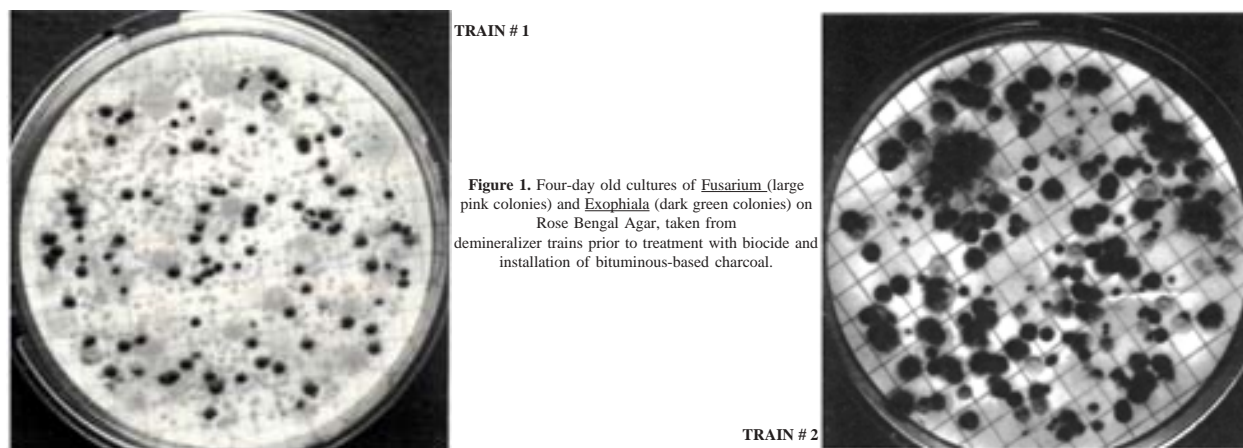 TRAIN # 1
Figure 1. Four-day old cultures of Fusarium (large
pink colonies) and Exophiala (dark green colonies) on
Rose Bengal Agar, taken from
demineralizer trains prior to treatment with biocide and
installation of bituminous-based charcoal.
TRAIN # 2